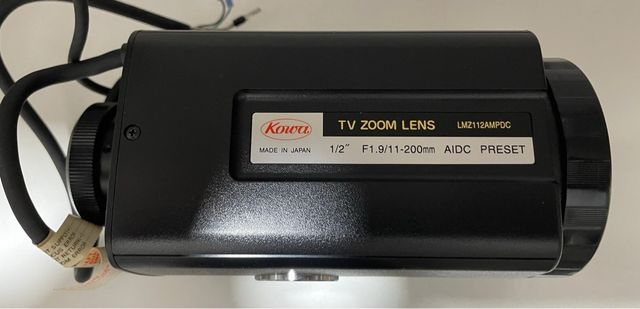 Kowa
TV ZOOM LENS LMZ112AMPDC
MADE IN JAPAN 1/2" F1.9/11-200mm AIDC PRESET